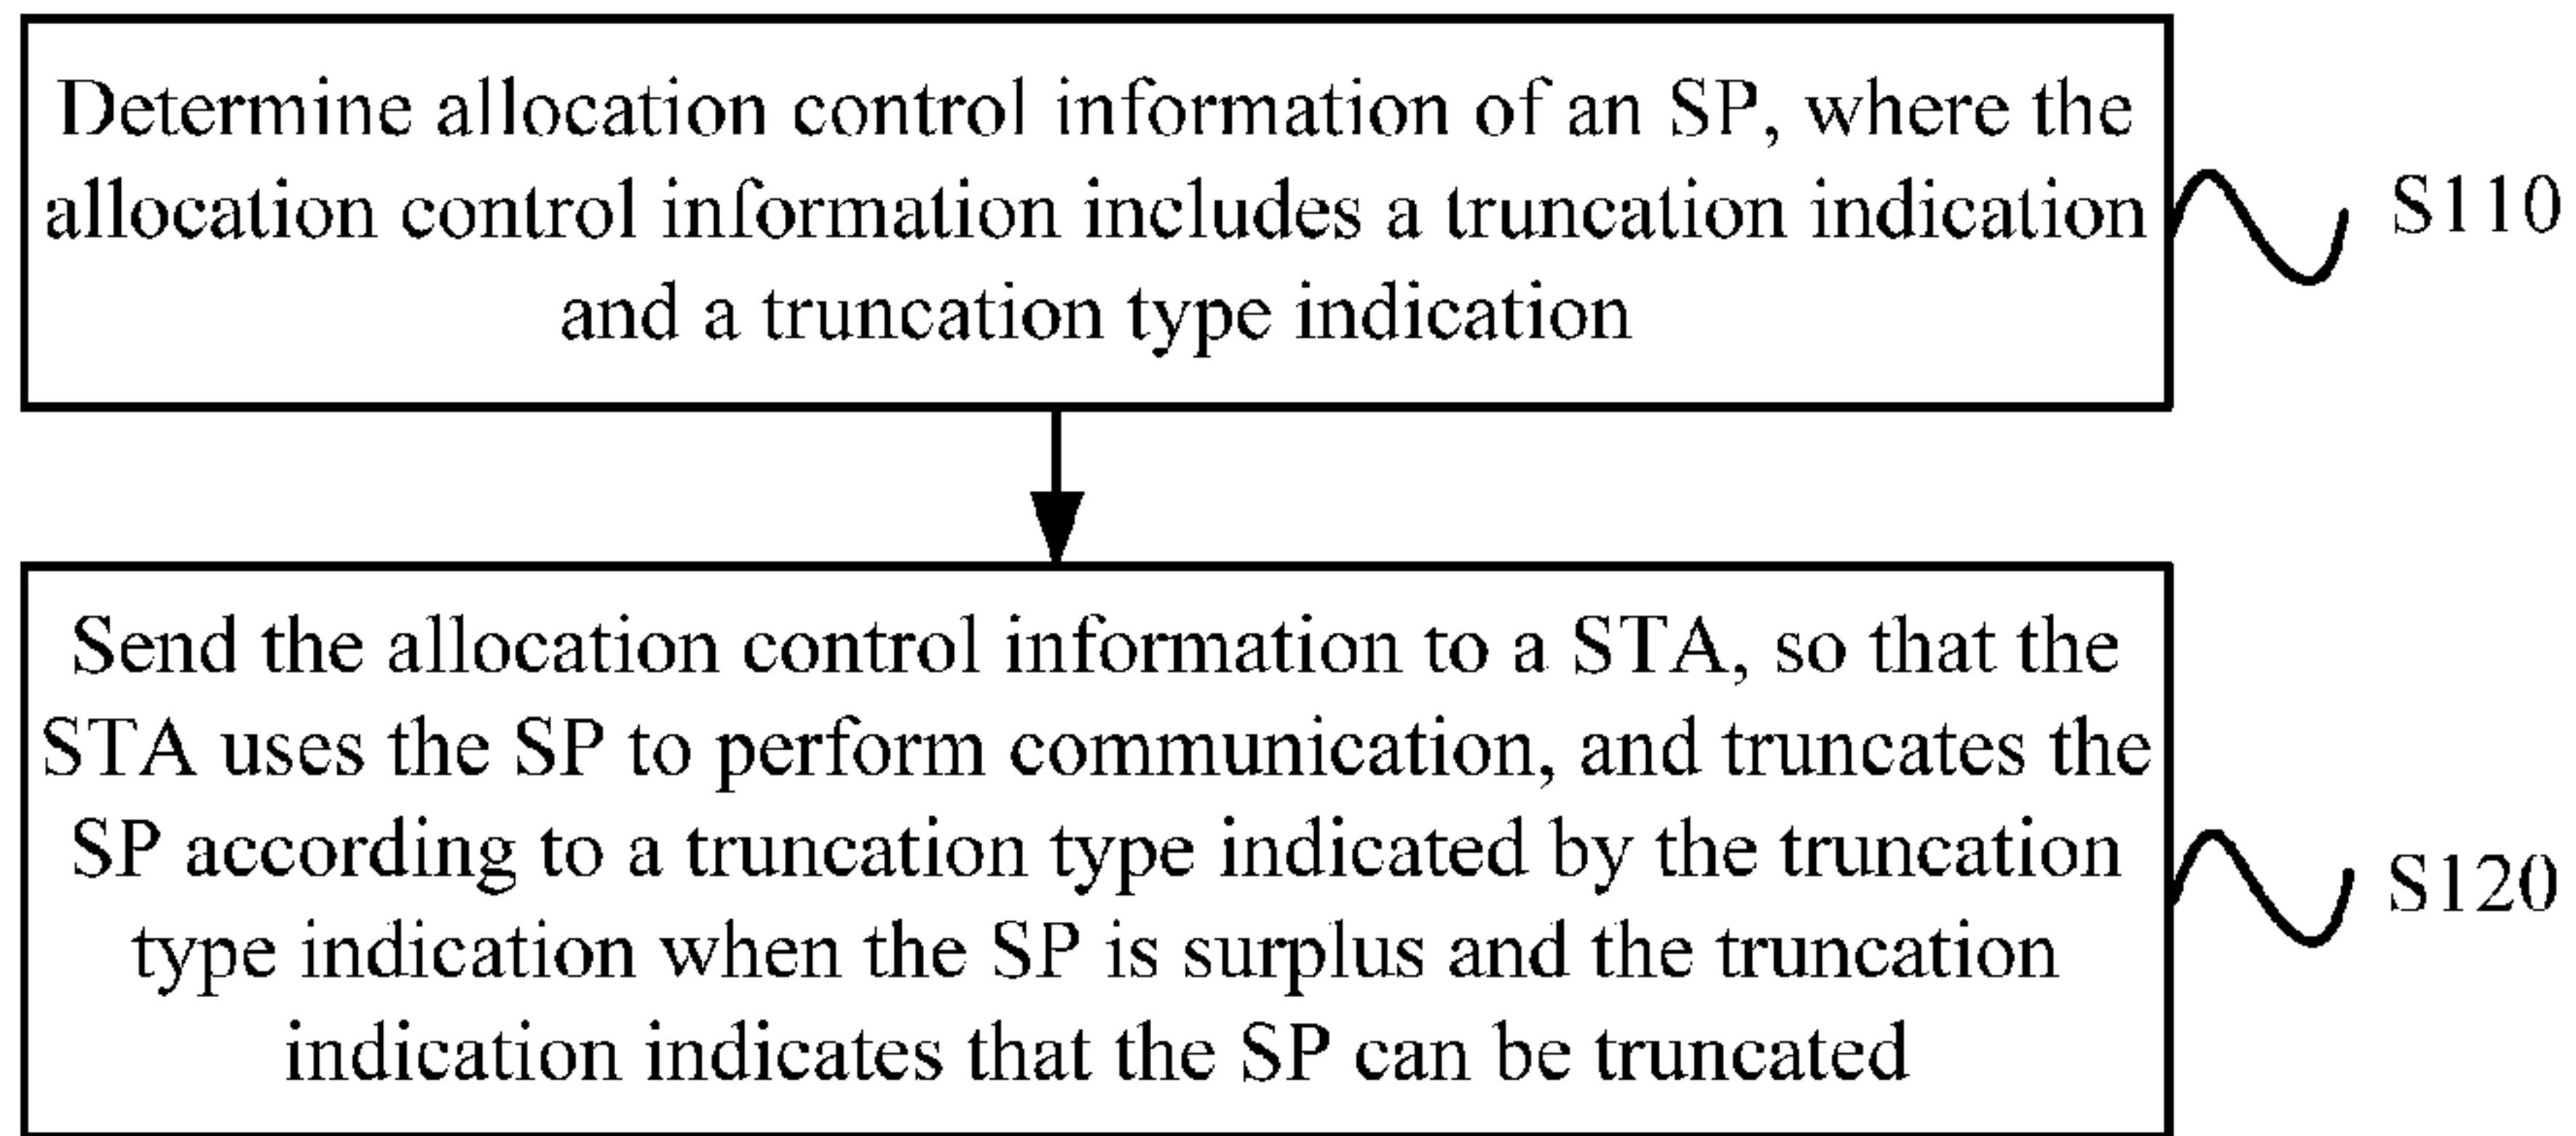 Determine allocation control information of an SP, where the
allocation control information includes a truncation indication
and a truncation type indication
S110
Send the allocation control information to a STA, so that the
STA uses the SP to perform communication, and truncates the
SP according to a truncation type indicated by the truncation
type indication when the SP is surplus and the truncation
indication indicates that the SP can be truncated
S120